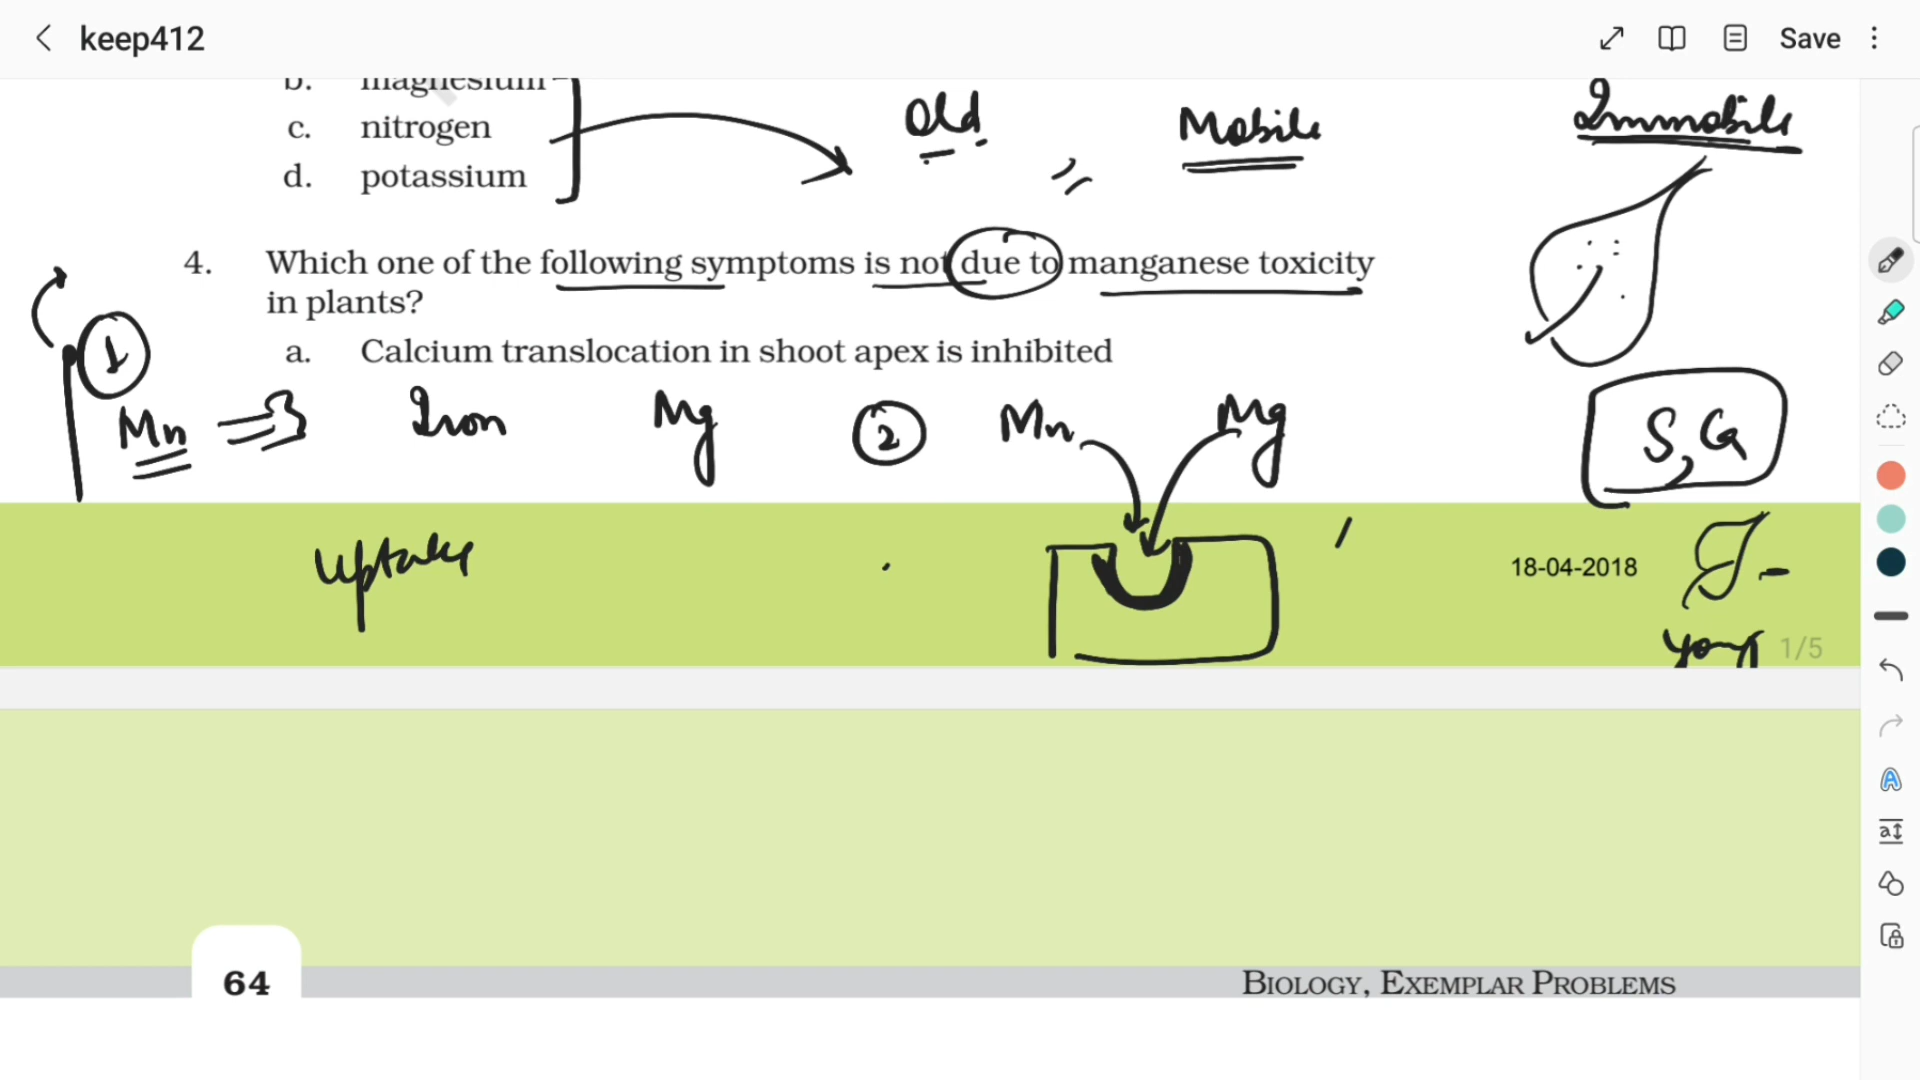 keep412
Save
b. magnesium
c. nitrogen
d. potassium
Old
Mobile
Immobile
4. Which one of the following symptoms is not due to manganese toxicity
in plants?
1
a. Calcium translocation in shoot apex is inhibited
Mn Iron Mg 2 Mn Mg
S,
uptake
18-04-2018
1/5
64
BIOLOGY, EXEMPLAR PROBLEMS